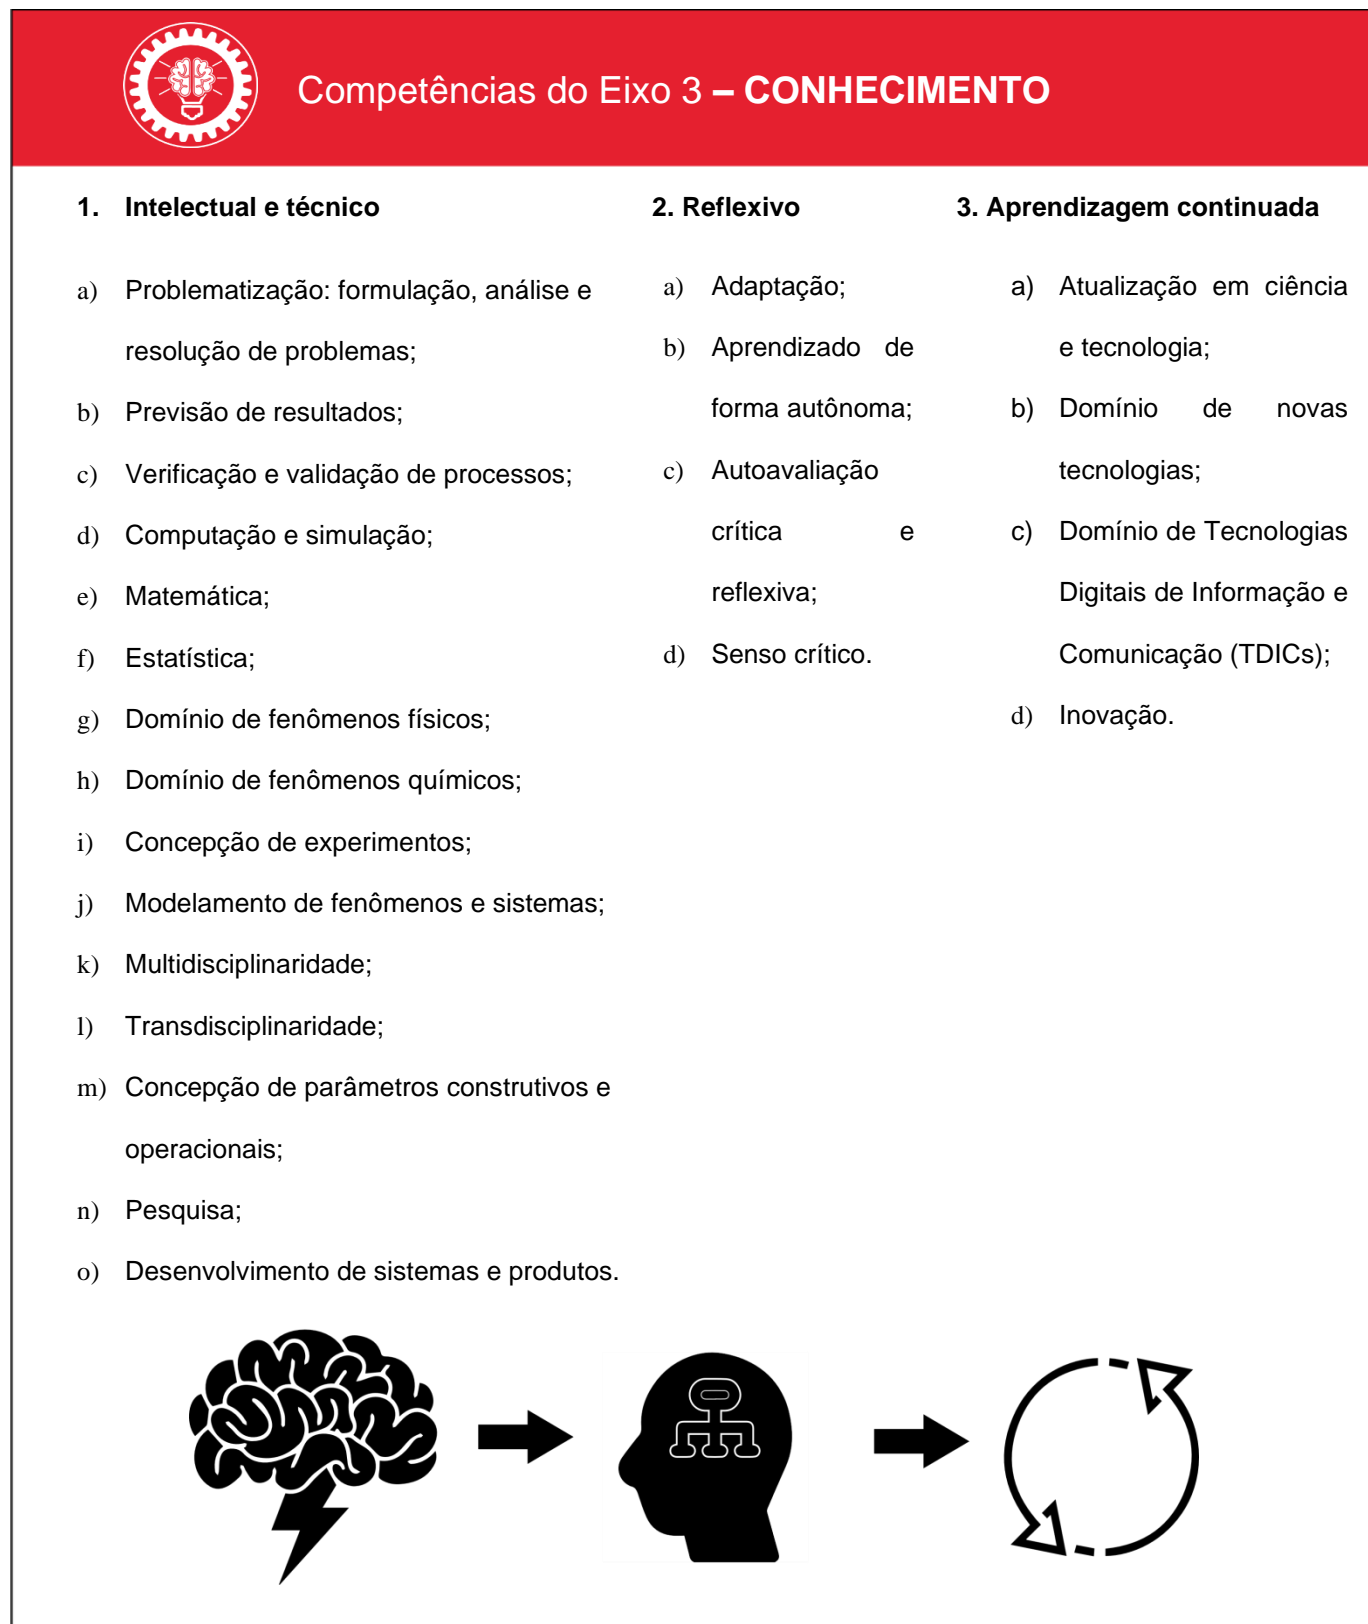 Competências do Eixo 3 – CONHECIMENTO
1. Intelectual e técnico
a) Problematização: formulação, análise e
resolução de problemas;
b) Previsão de resultados;
c) Verificação e validação de processos;
d) Computação e simulação;
e) Matemática;
f) Estatística;
g) Domínio de fenômenos físicos;
h) Domínio de fenômenos químicos;
i) Concepção de experimentos;
j) Modelamento de fenômenos e sistemas;
k) Multidisciplinaridade;
l) Transdisciplinaridade;
m) Concepção de parâmetros construtivos e
operacionais;
n) Pesquisa;
o) Desenvolvimento de sistemas e produtos.
2. Reflexivo
a) Adaptação;
b) Aprendizado de
forma autônoma;
c) Autoavaliação
crítica e
reflexiva;
d) Senso crítico.
3. Aprendizagem continuada
a) Atualização em ciência
e tecnologia;
b) Domínio de novas
tecnologias;
c) Domínio de Tecnologias
Digitais de Informação e
Comunicação (TDICs);
d) Inovação.